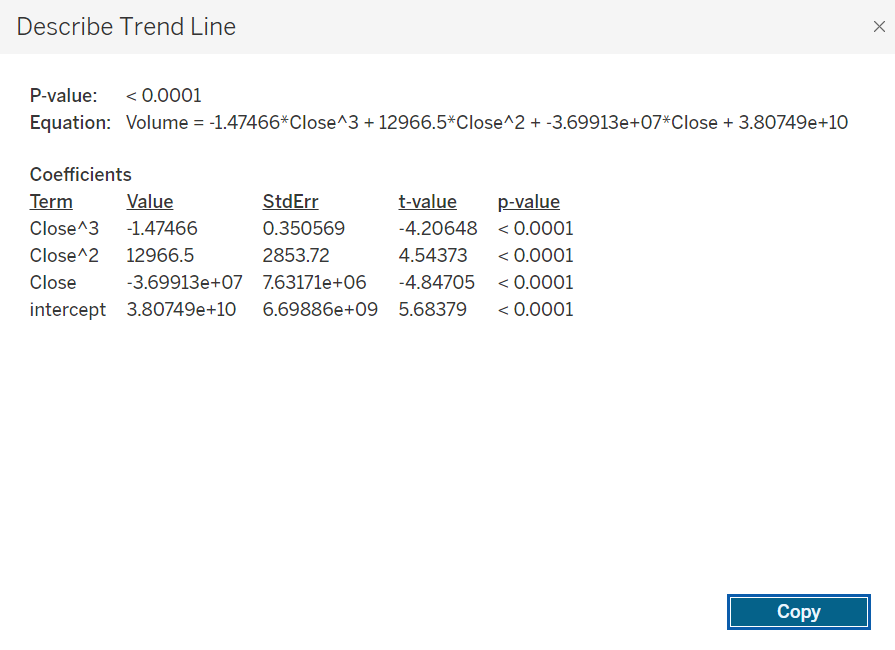 Describe Trend Line ×
P-value: < 0.0001
Equation: Volume = -1.47466*Close^3 + 12966.5*Close^2 + -3.69913e+07*Close + 3.80749e+10
Coefficients
Term Value StdErr t-value p-value
Close^3 -1.47466 0.350569 -4.20648 < 0.0001
Close^2 12966.5 2853.72 4.54373 < 0.0001
Close -3.69913e+07 7.63171e+06 -4.84705 < 0.0001
intercept 3.80749e+10 6.69886e+09 5.68379 < 0.0001
Copy